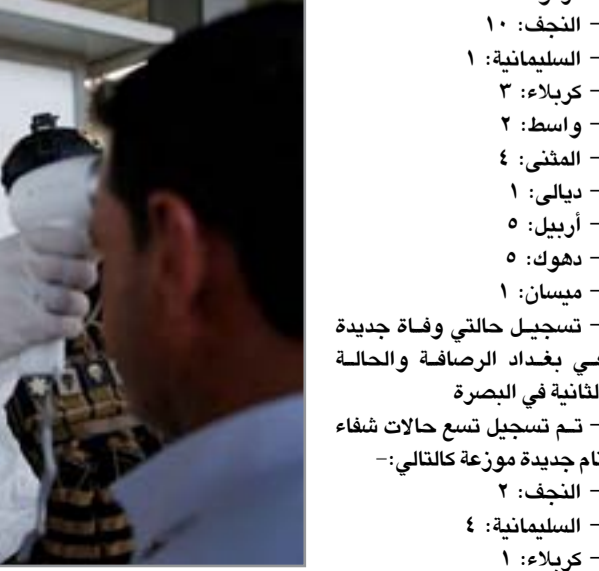 – النجف: ١٠
– السليمانية: ١
– كربلاء: ٣
– واسط: ٢
– المثنى: ٤
– ديالى: ١
– أربيل: ٥
– دهوك: ٥
– ميسان: ١
– تسجيل حالتي وفاة جديدة
في بغداد الرصافة والحالة
الثانية في البصرة
– تم تسجيل تسع حالات شفاء
تام جديدة موزعة كالتالي:–
– النجف: ٢
– السليمانية: ٤
– كربلاء: ١